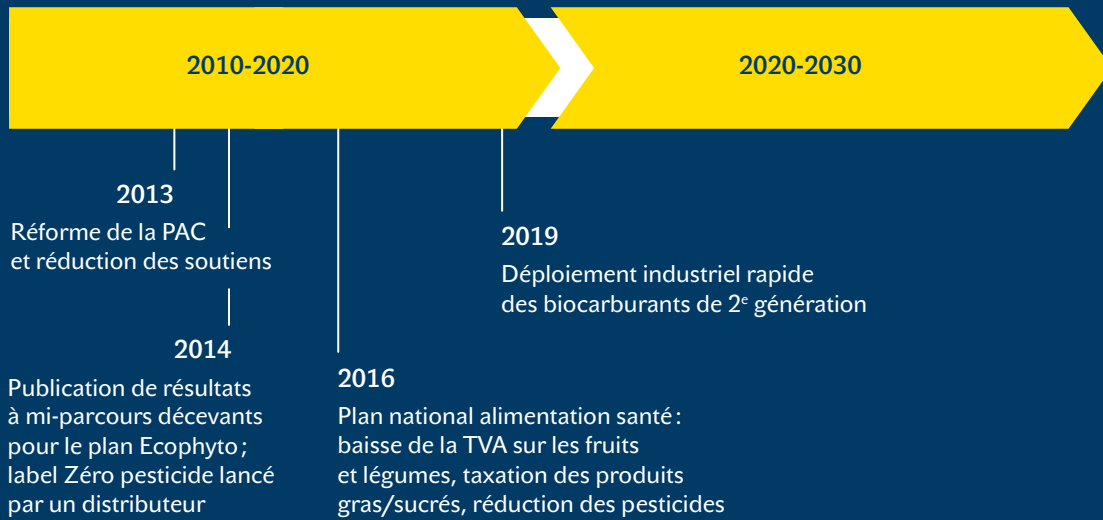 2010-2020
2020-2030
2013
Réforme de la PAC
et réduction des soutiens
2014
Publication de résultats
à mi-parcours décevants
pour le plan Ecophyto ;
label Zéro pesticide lancé
par un distributeur
2016
Plan national alimentation santé :
baisse de la TVA sur les fruits
et légumes, taxation des produits
gras/sucrés, réduction des pesticides
2019
Déploiement industriel rapide
des biocarburants de 2e génération